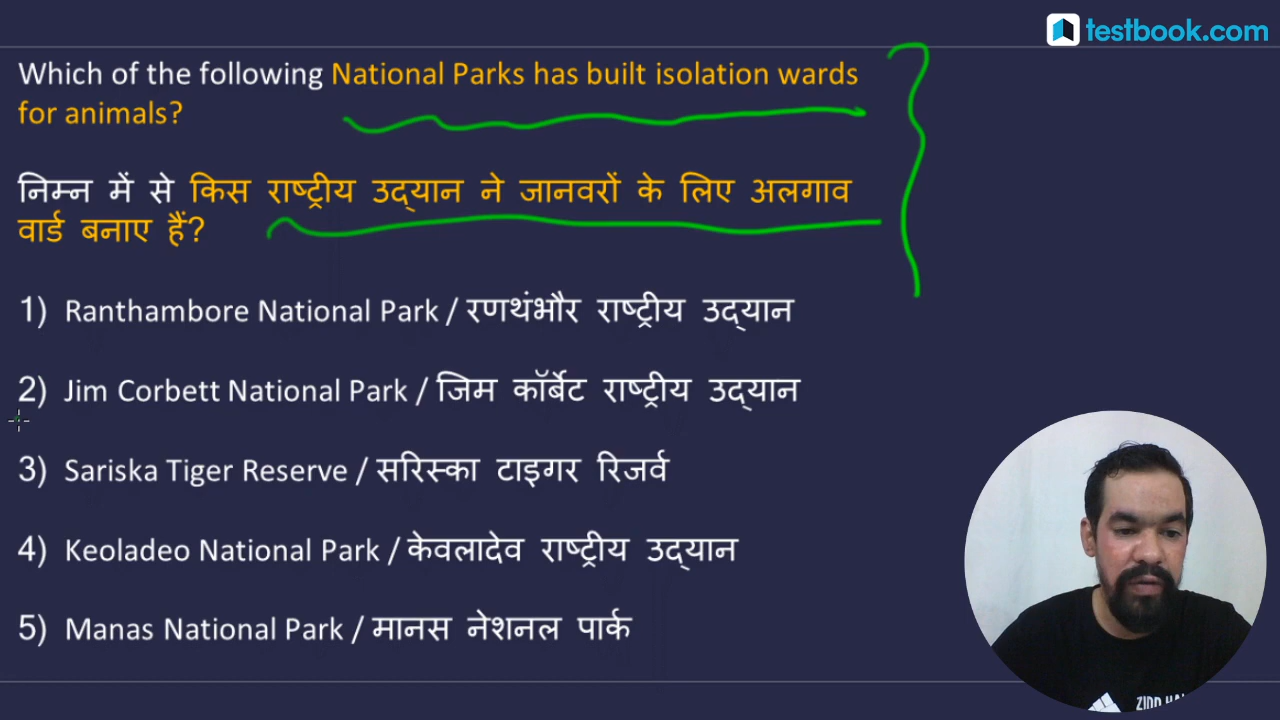 testbook.com
Which of the following National Parks has built isolation wards
for animals?
निम्न में से किस राष्ट्रीय उद्यान ने जानवरों के लिए अलगाव
वार्ड बनाए हैं?
1) Ranthambore National Park / रणथंभौर राष्ट्रीय उद्यान
2) Jim Corbett National Park / जिम कॉर्बेट राष्ट्रीय उद्यान
3) Sariska Tiger Reserve / सरिस्का टाइगर रिजर्व
4) Keoladeo National Park / केवलादेव राष्ट्रीय उद्यान
5) Manas National Park / मानस नेशनल पार्क